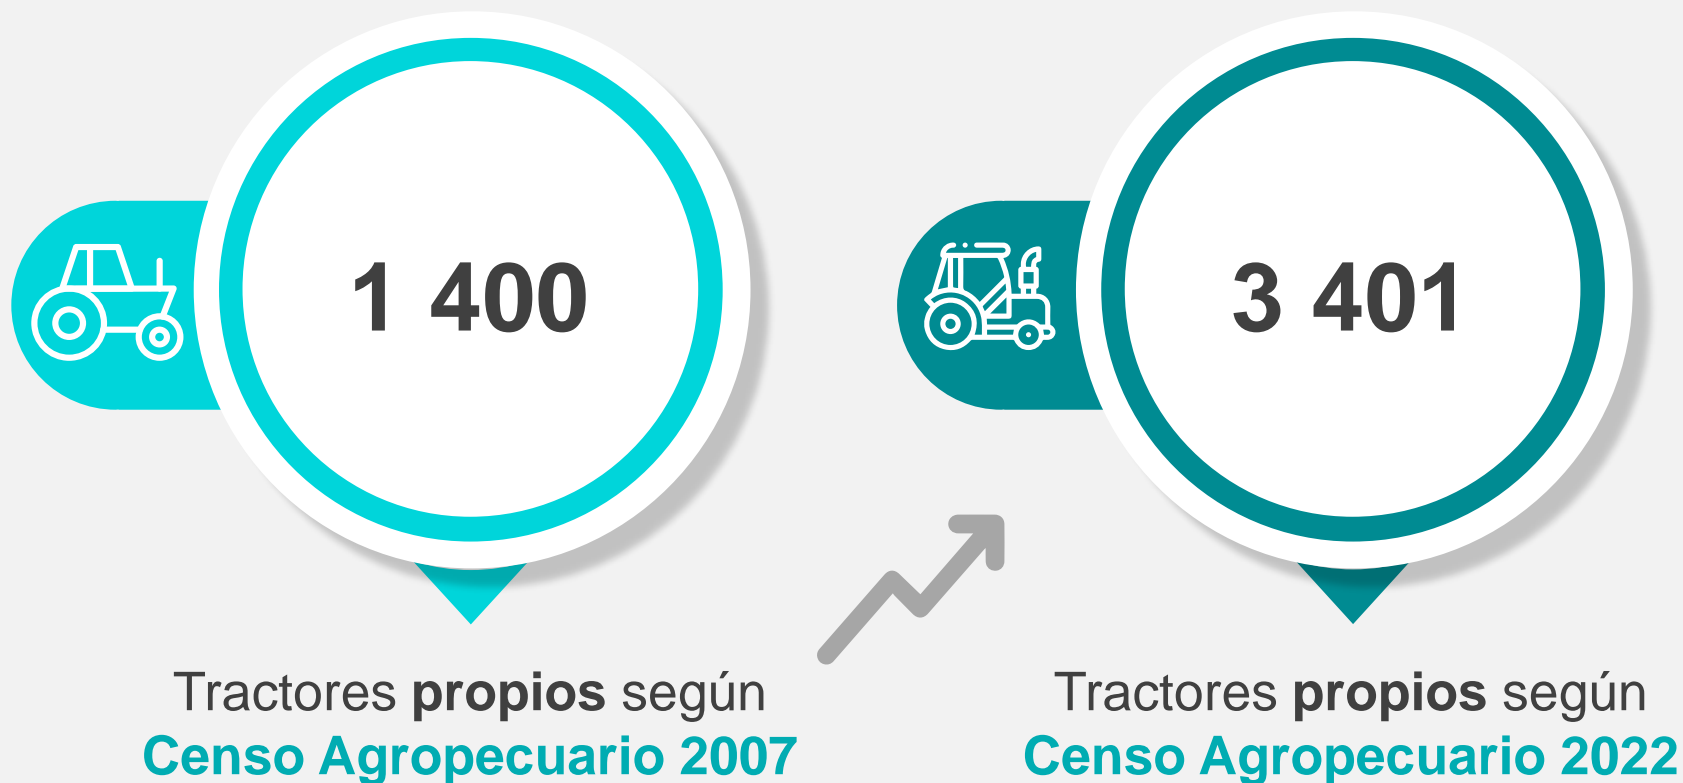 1 400
Tractores propios según
Censo Agropecuario 2007
3 401
Tractores propios según
Censo Agropecuario 2022